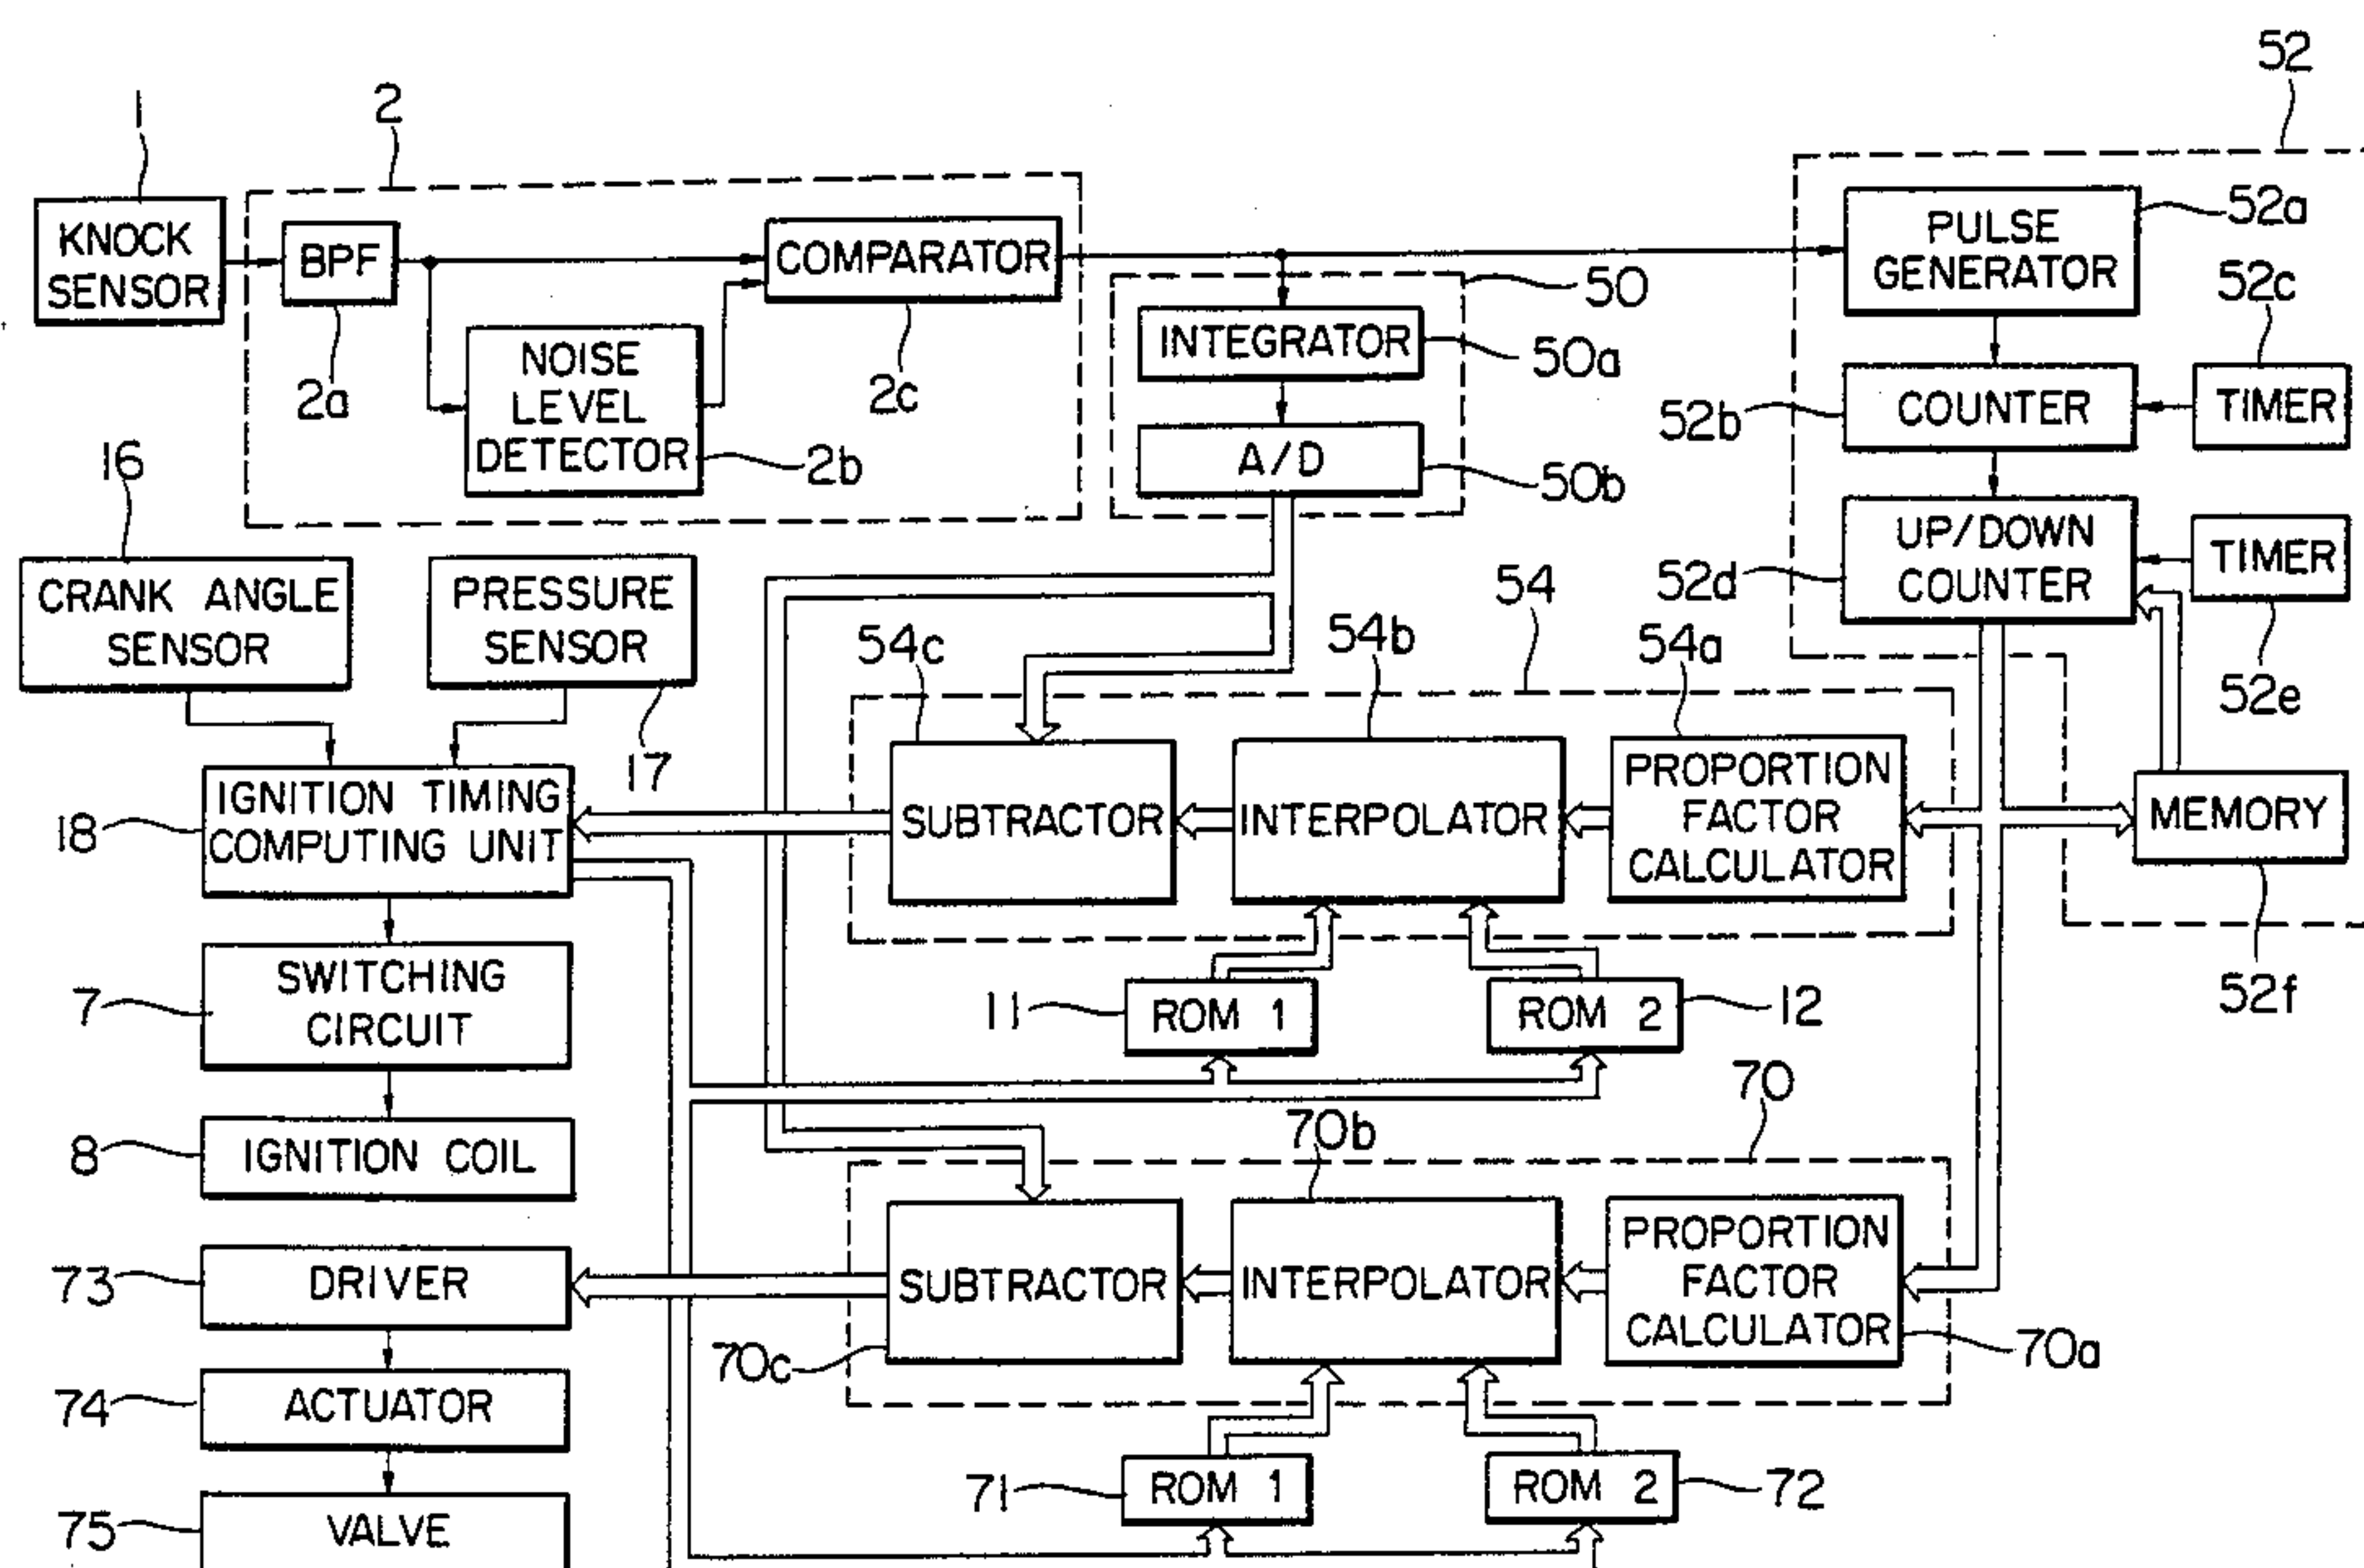 52
1
2
KNOCK
SENSOR
BPF
COMPARATOR
PULSE
GENERATOR
52a
50
52c
2a
NOISE
LEVEL
DETECTOR
2c
INTEGRATOR
50a
52b
COUNTER
TIMER
16
2b
A/D
50b
CRANK ANGLE
SENSOR
PRESSURE
SENSOR
54
52d
UP/DOWN
COUNTER
TIMER
54c
54b
54a
52e
17
18
IGNITION TIMING
COMPUTING UNIT
SUBTRACTOR
INTERPOLATOR
PROPORTION
FACTOR
CALCULATOR
MEMORY
7
SWITCHING
CIRCUIT
11
ROM 1
ROM 2
12
52f
70
8
IGNITION COIL
70b
73
DRIVER
SUBTRACTOR
INTERPOLATOR
PROPORTION
FACTOR
CALCULATOR
70c
70a
74
ACTUATOR
71
ROM 1
ROM 2
72
75
VALVE